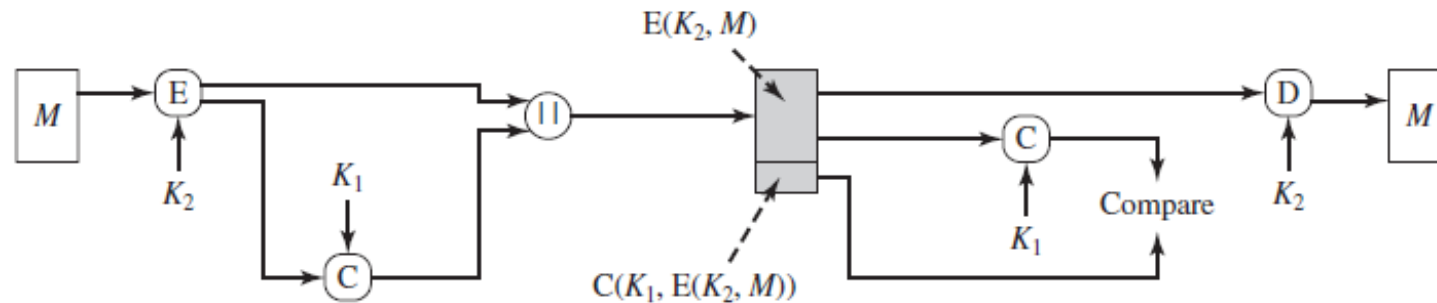 E(K₂, M)
M
E
||
D
M
C
K₂
K₁
Compare
K₂
K₁
C
C(K₁, E(K₂, M))